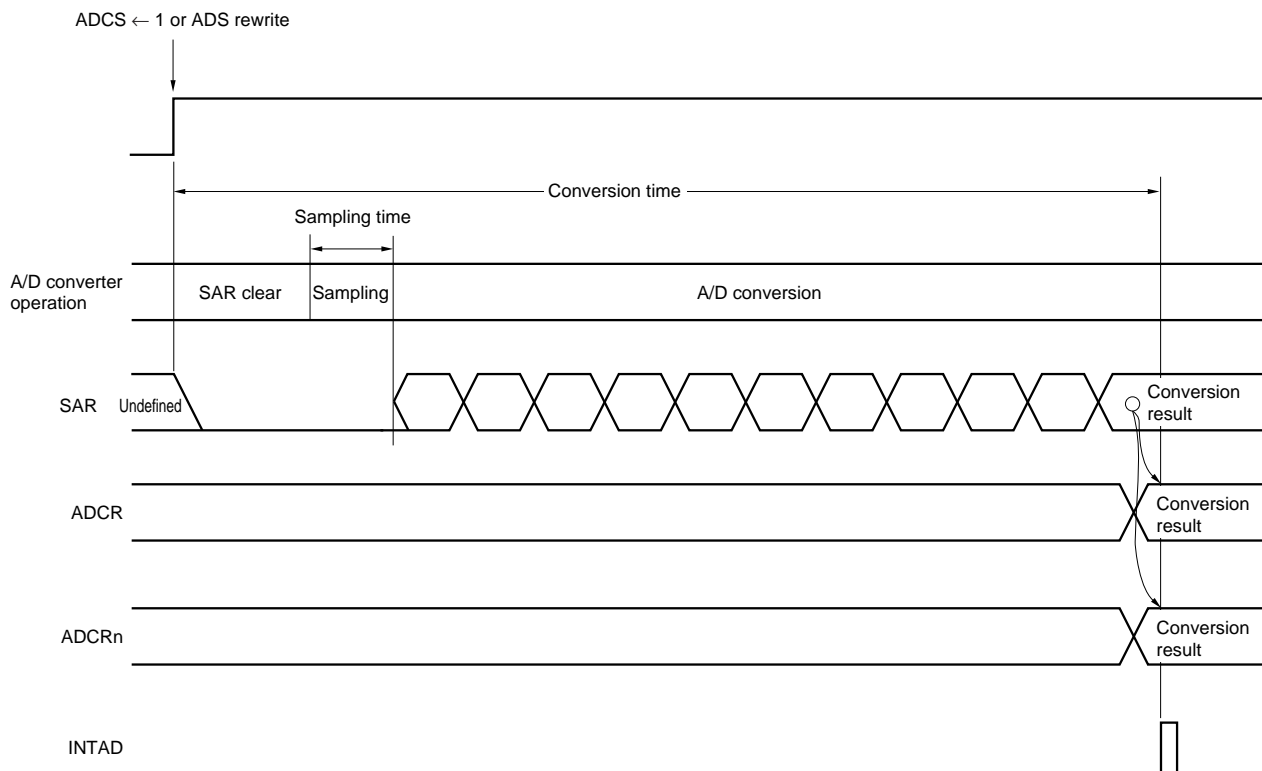 ADCS ← 1 or ADS rewrite
Conversion time
Sampling time
A/D converter
operation
SAR clear
Sampling
A/D conversion
SAR
Undefined
Conversion
result
ADCR
Conversion
result
ADCRn
Conversion
result
INTAD